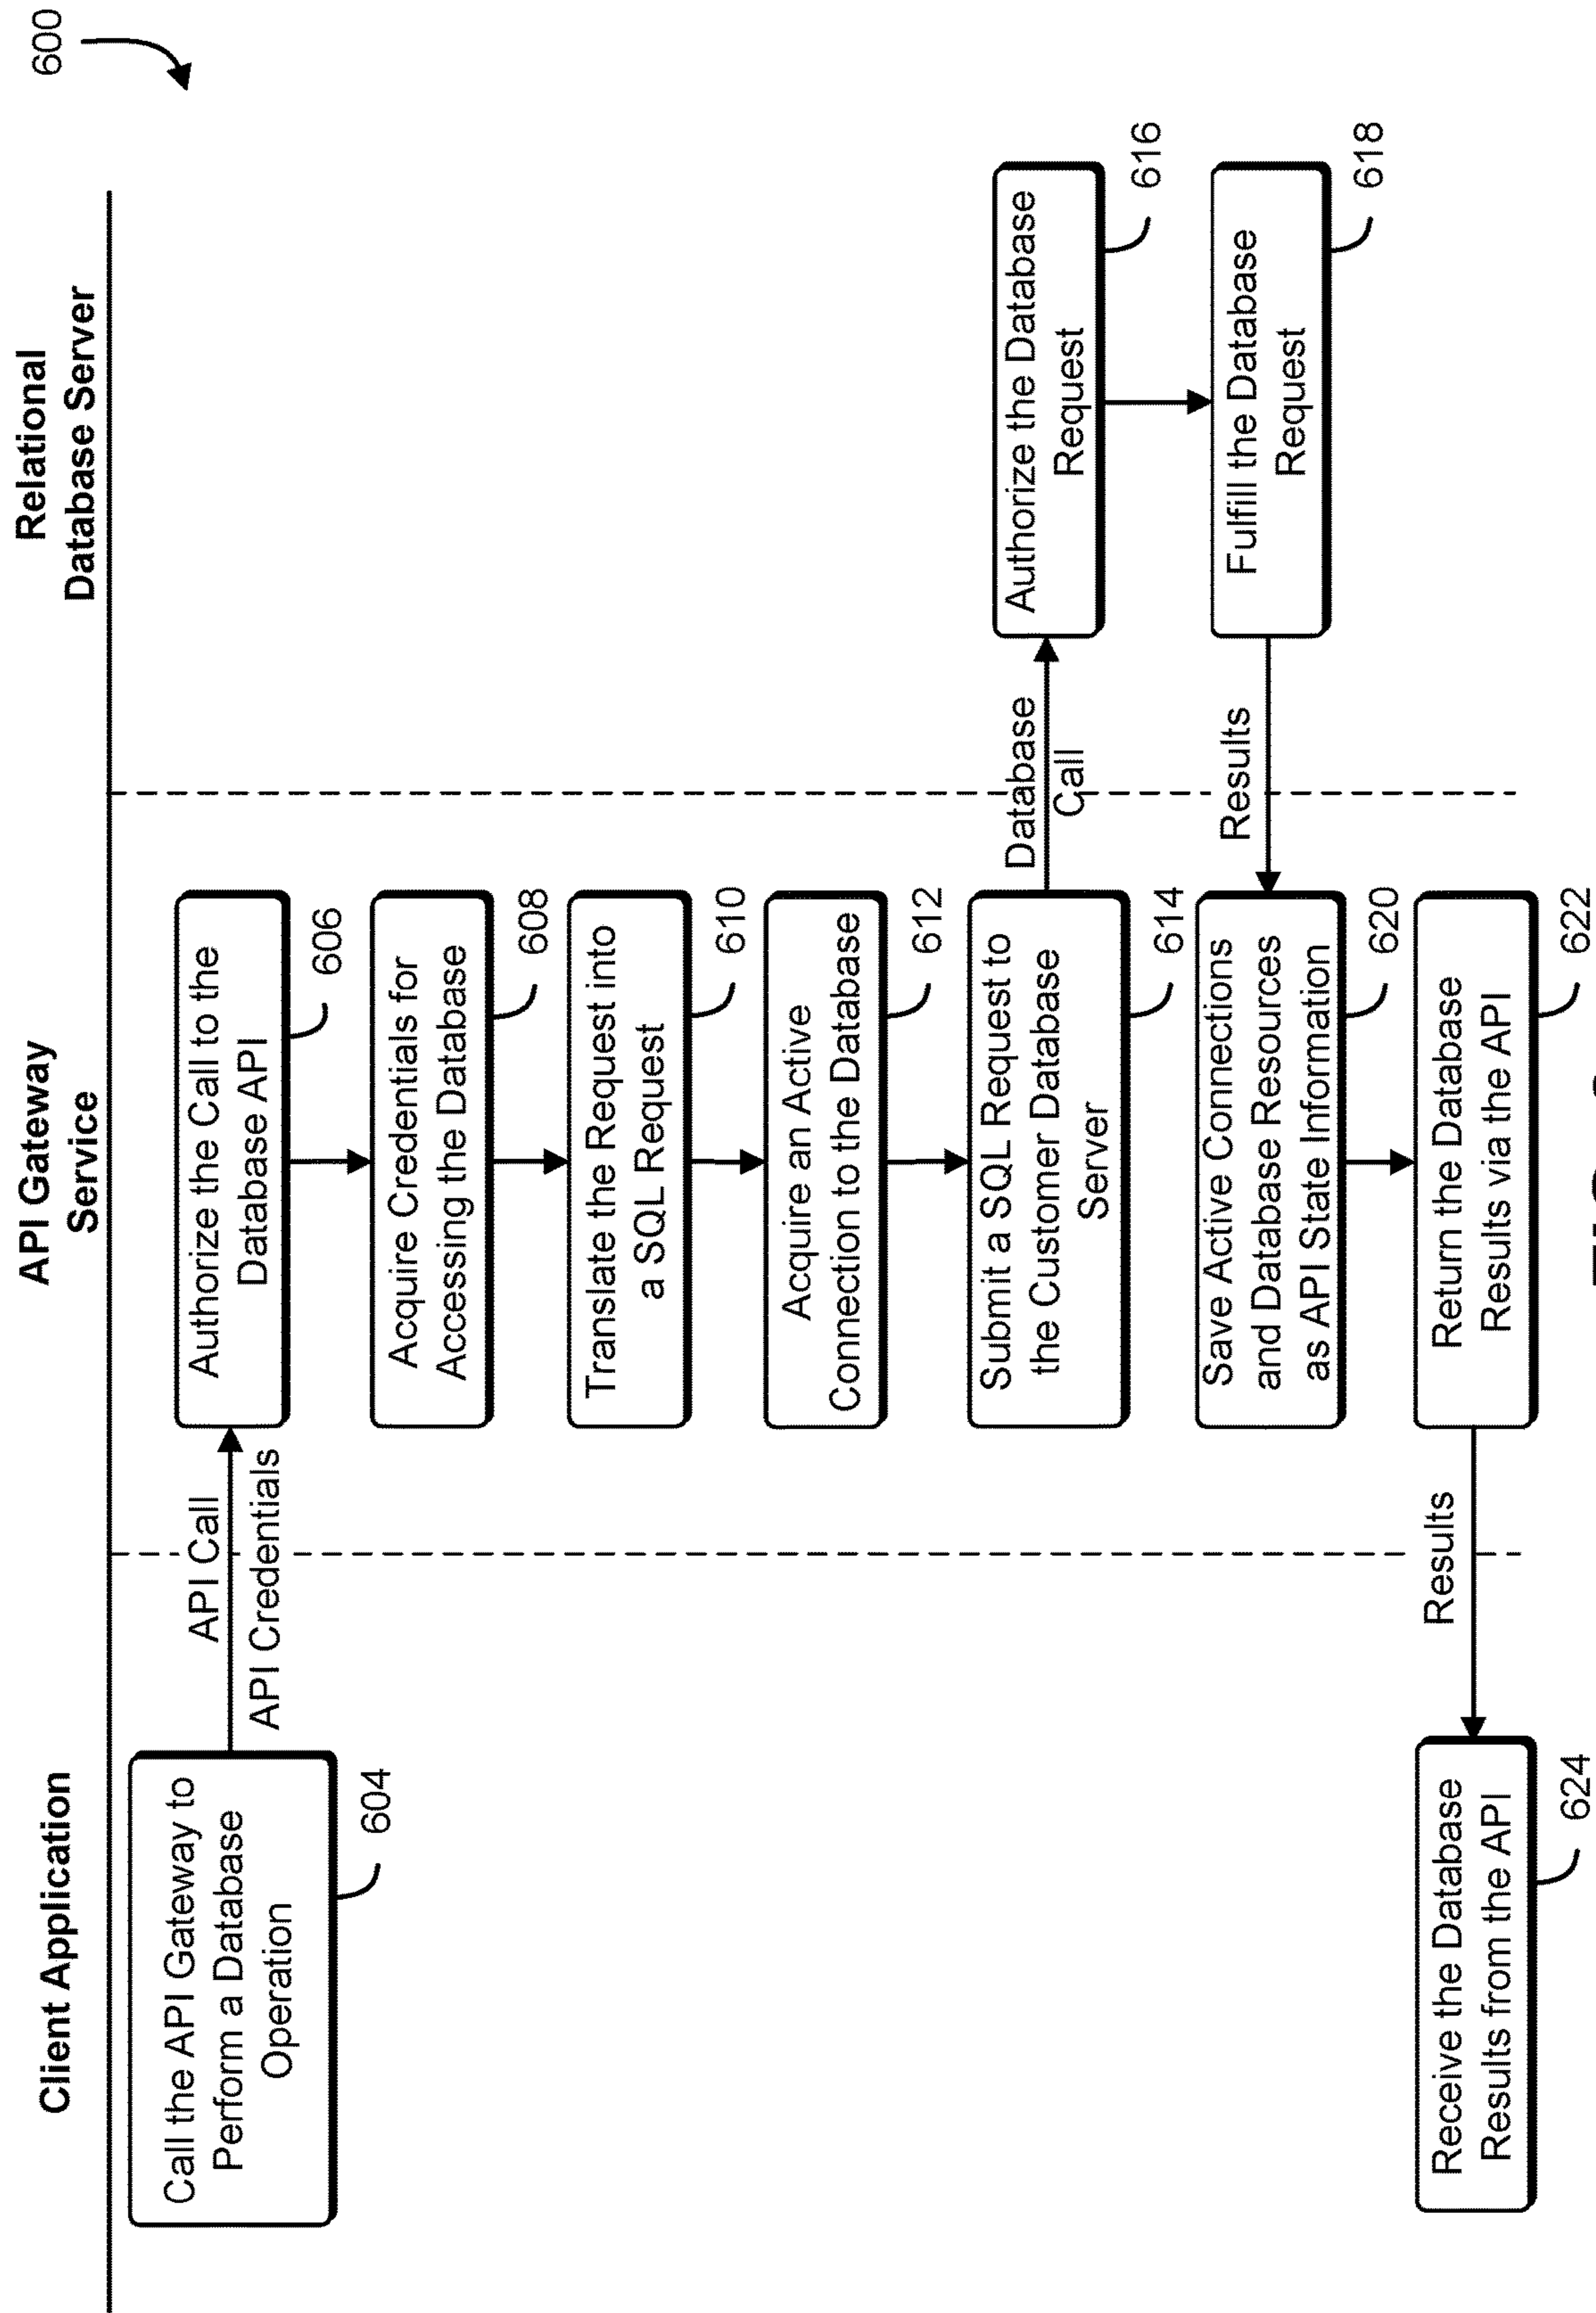 600
Client Application
API Gateway
Service
Relational
Database Server
Call the API Gateway to
Perform a Database
Operation
604
API Call
API Credentials
Authorize the Call to the
Database API
606
Acquire Credentials for
Accessing the Database
608
Translate the Request into
a SQL Request
610
Acquire an Active
Connection to the Database
612
Submit a SQL Request to
the Customer Database
Server
614
Database
Call
Authorize the Database
Request
616
Fulfill the Database
Request
618
Results
Save Active Connections
and Database Resources
as API State Information
620
Return the Database
Results via the API
622
Results
Receive the Database
Results from the API
624